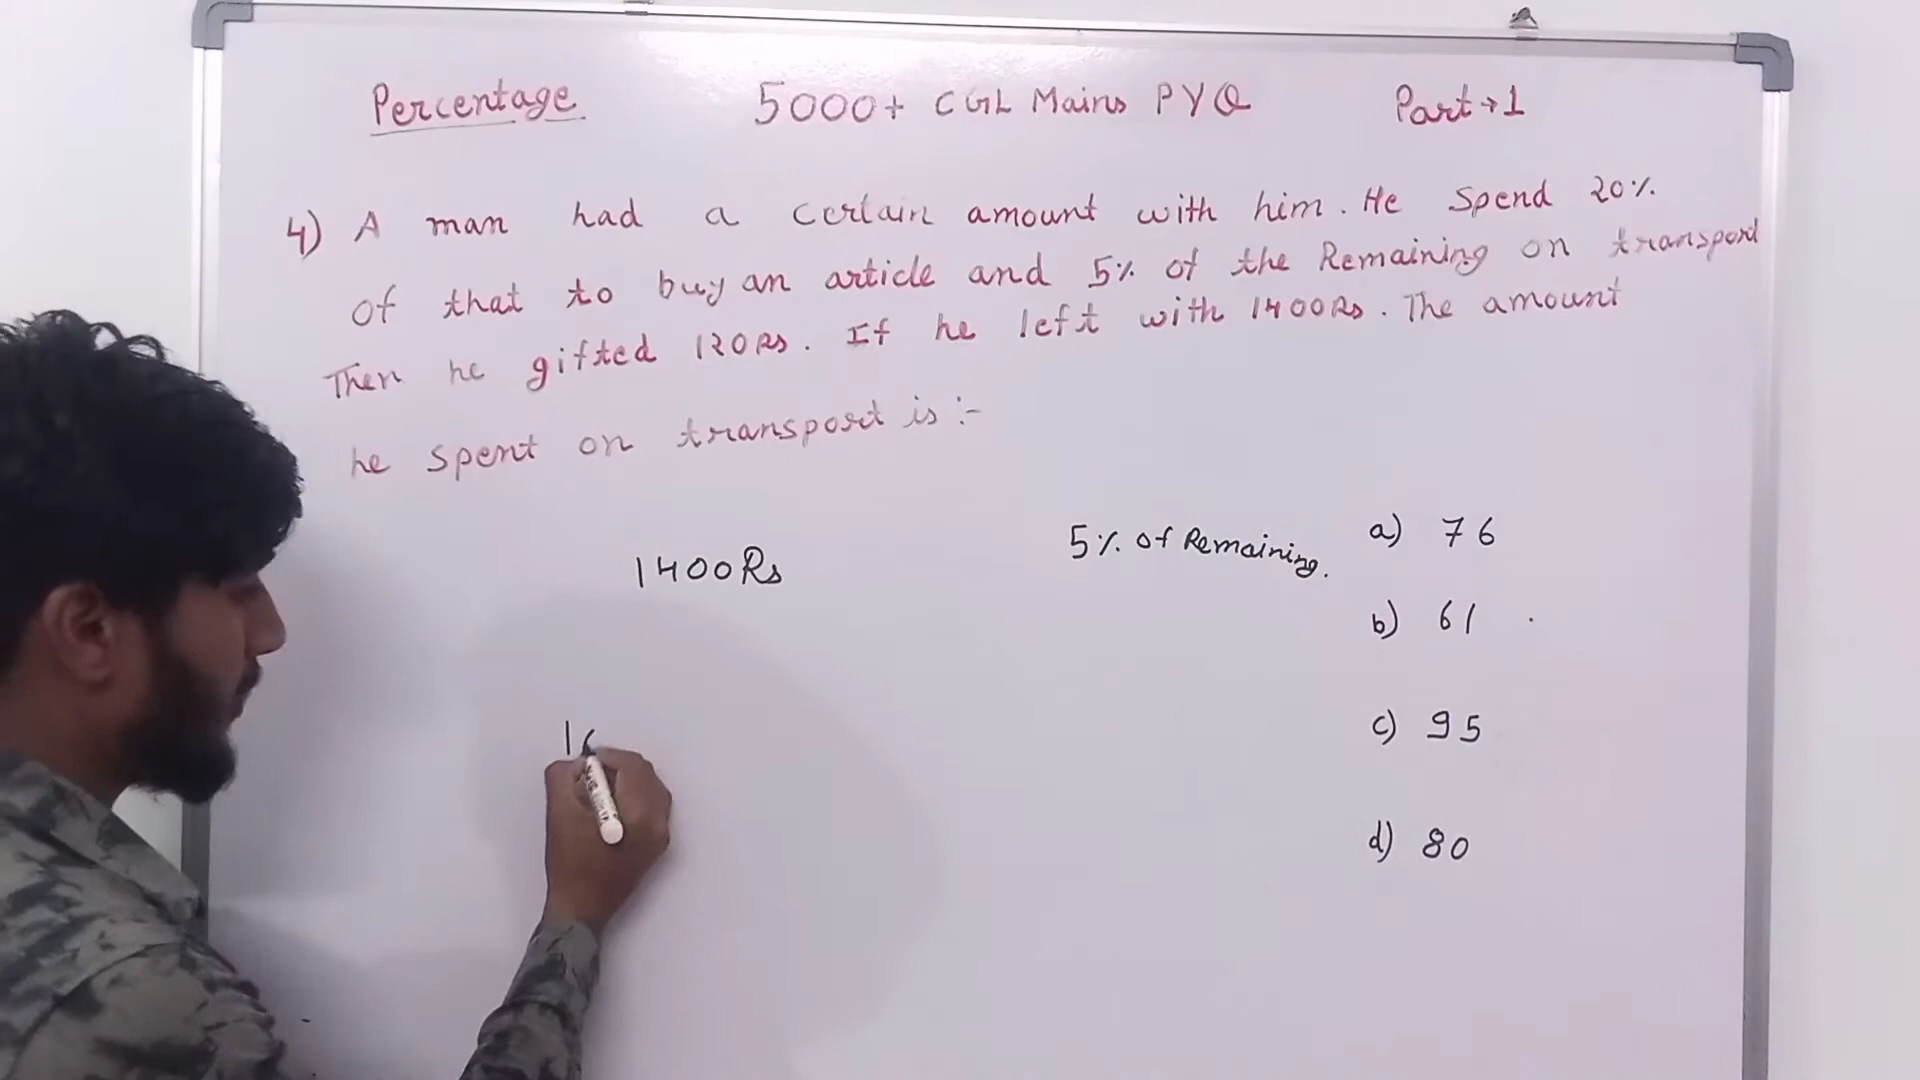 Percentage 5000+ CGL Mains PYQ Part → 1
4) A man had a certain amount with him. He Spend 20%
of that to buy an article and 5% of the Remaining on transport
Then he gifted 120Rs. If he left with 1400Rs. The amount
he spent on transport is :-
1400Rs 5% of Remaining. a) 76
b) 61
16 c) 95
d) 80